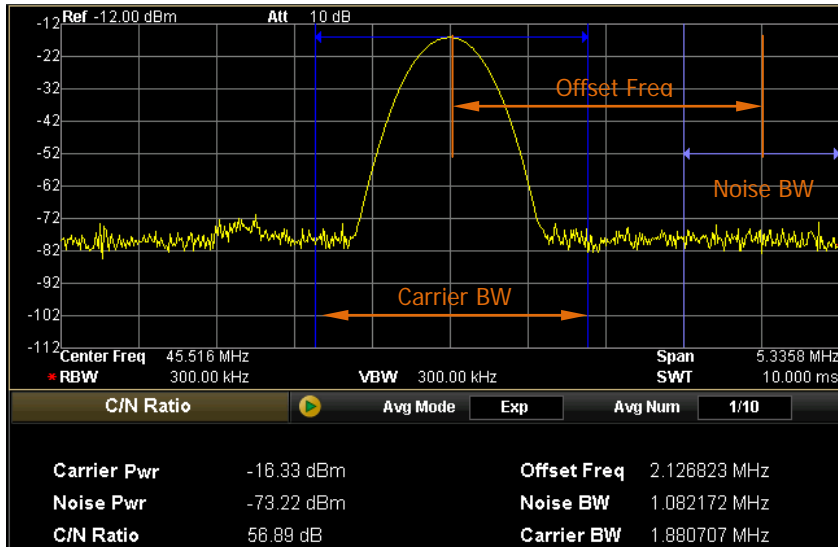 Ref -12.00 dBm Att 10 dB
-12
-22
-32
-42
-52
-62
-72
-82
-92
-102
-112
Offset Freq
Noise BW
Carrier BW
Center Freq 45.516 MHz Span 5.3358 MHz
*RBW 300.00 kHz VBW 300.00 kHz SWT 10.000 ms
C/N Ratio Avg Mode Exp Avg Num 1/10
Carrier Pwr -16.33 dBm Offset Freq 2.126823 MHz
Noise Pwr -73.22 dBm Noise BW 1.082172 MHz
C/N Ratio 56.89 dB Carrier BW 1.880707 MHz